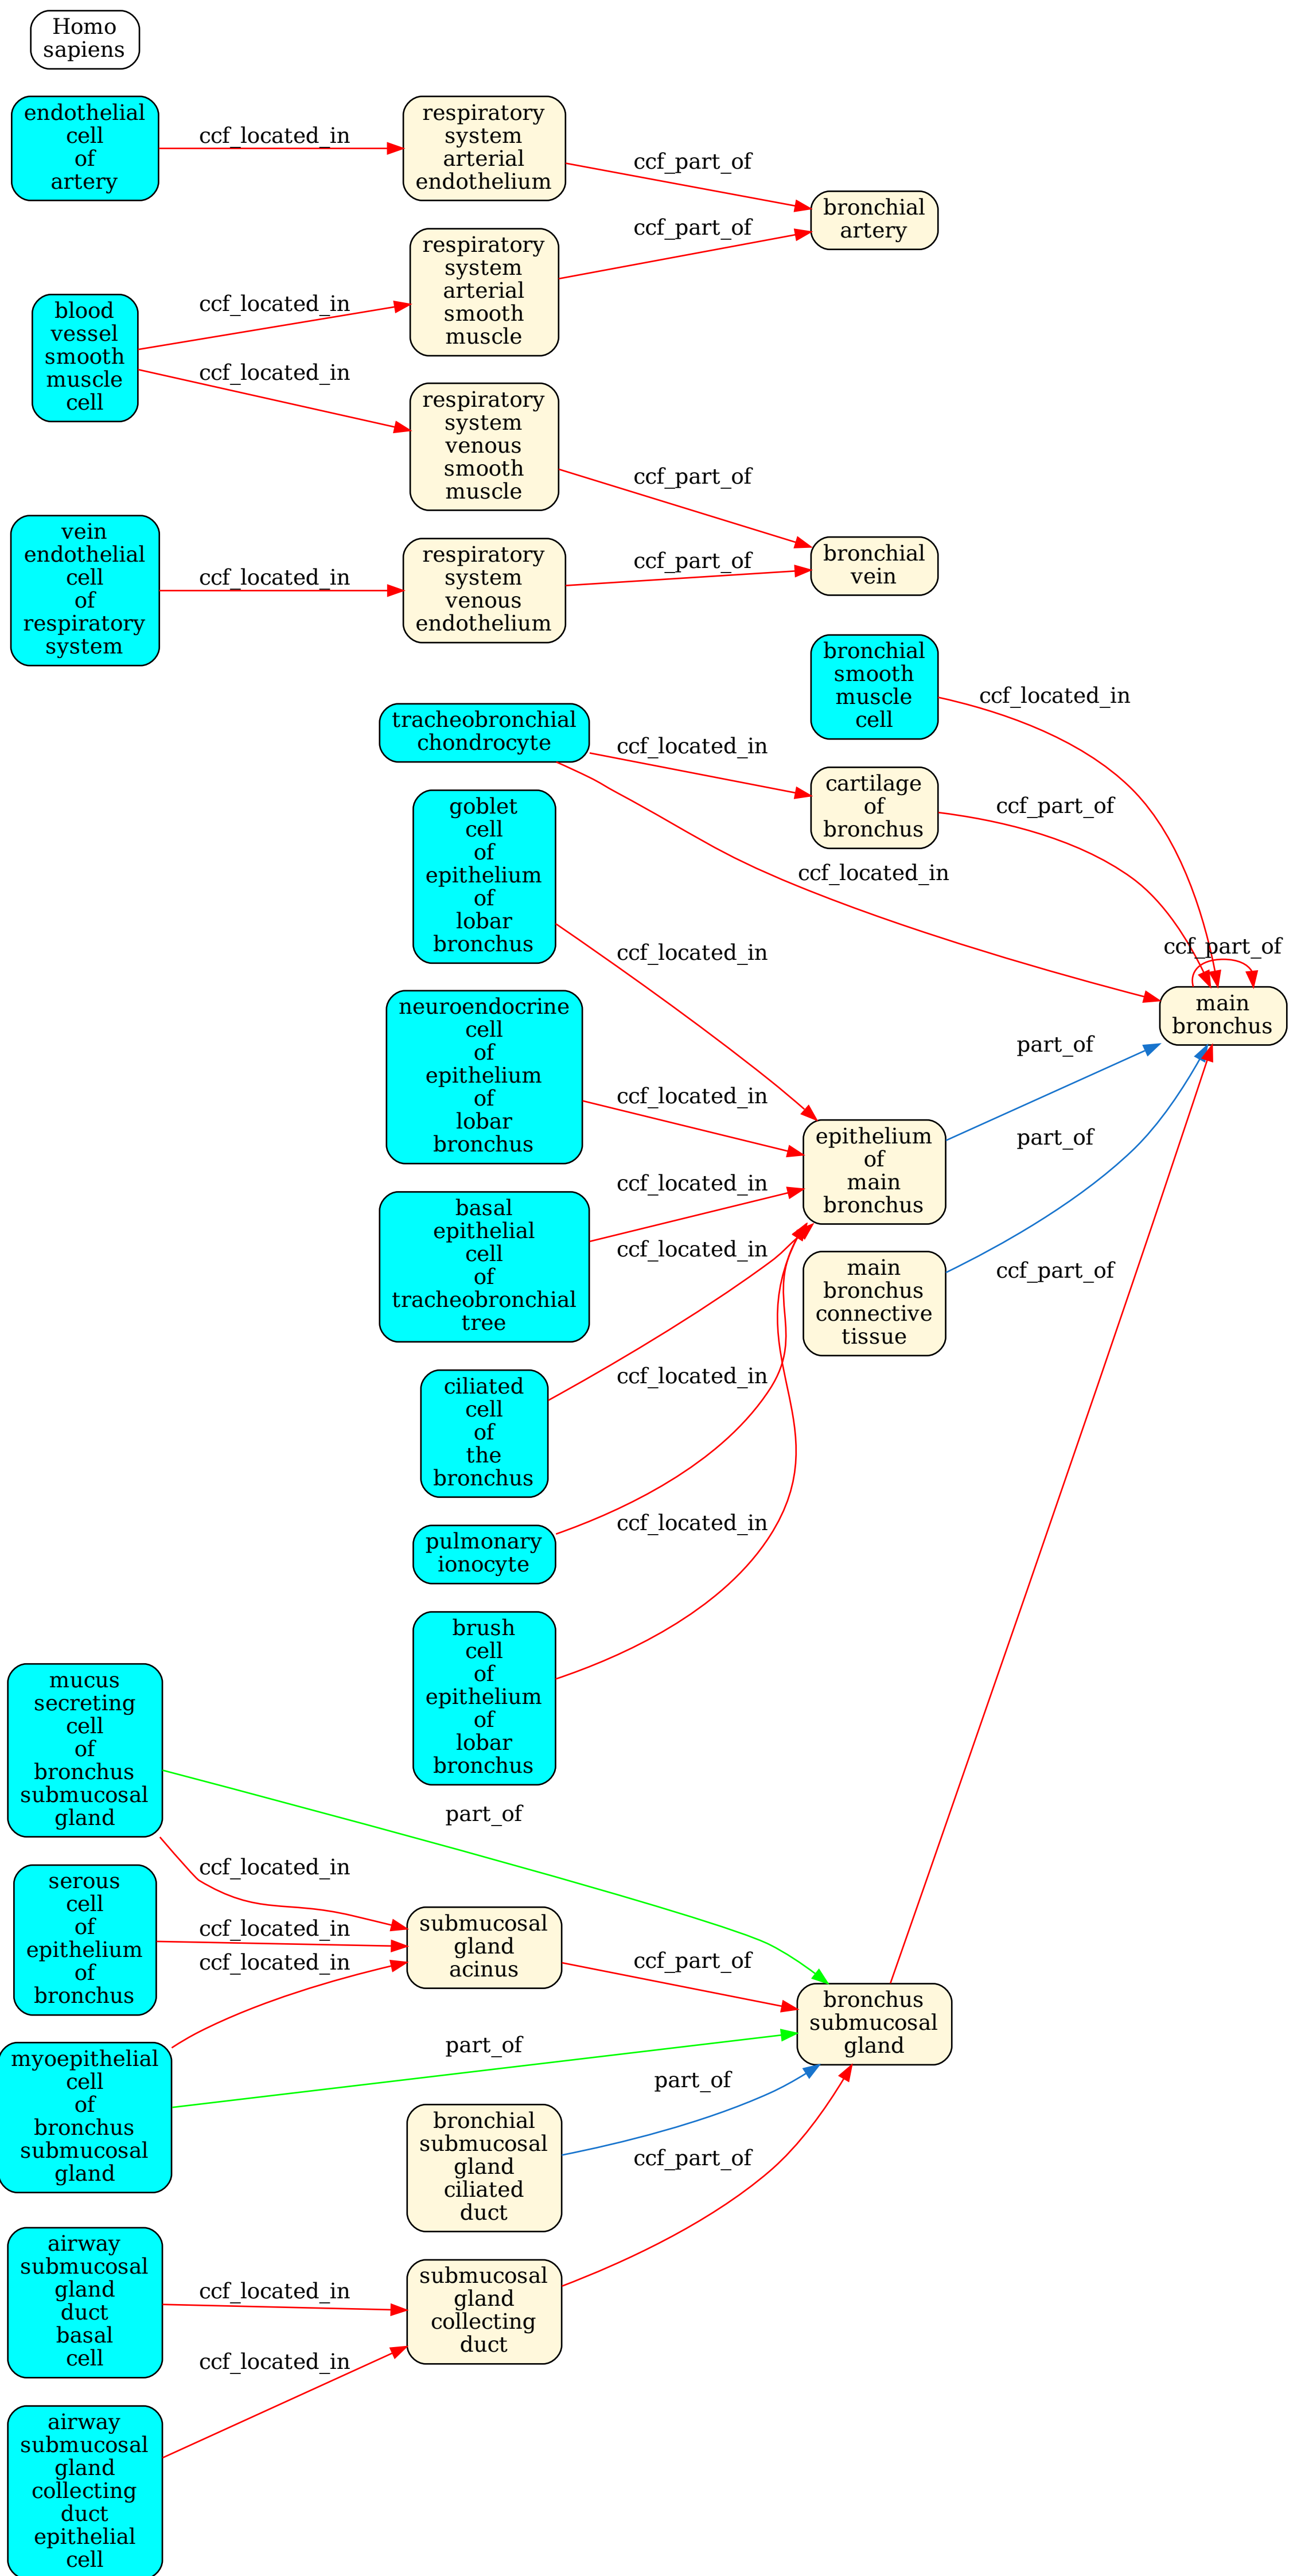 Homo
sapiens
endothelial
cell
of
artery
ccf_located_in
respiratory
system
arterial
endothelium
ccf_part_of
bronchial
artery
ccf_part_of
respiratory
system
arterial
smooth
muscle
blood
vessel
smooth
muscle
cell
ccf_located_in
ccf_located_in
respiratory
system
venous
smooth
muscle
ccf_part_of
vein
endothelial
cell
of
respiratory
system
ccf_located_in
respiratory
system
venous
endothelium
ccf_part_of
bronchial
vein
bronchial
smooth
muscle
cell
ccf_located_in
tracheobronchial
chondrocyte
ccf_located_in
cartilage
of
bronchus
ccf_part_of
ccf_located_in
goblet
cell
of
epithelium
of
lobar
bronchus
ccf_located_in
ccf_part_of
main
bronchus
neuroendocrine
cell
of
epithelium
of
lobar
bronchus
ccf_located_in
part_of
epithelium
of
main
bronchus
part_of
basal
epithelial
cell
of
tracheobronchial
tree
ccf_located_in
ccf_located_in
main
bronchus
connective
tissue
ccf_part_of
ciliated
cell
of
the
bronchus
ccf_located_in
pulmonary
ionocyte
ccf_located_in
brush
cell
of
epithelium
of
lobar
bronchus
mucus
secreting
cell
of
bronchus
submucosal
gland
part_of
ccf_located_in
serous
cell
of
epithelium
of
bronchus
ccf_located_in
ccf_located_in
submucosal
gland
acinus
ccf_part_of
bronchus
submucosal
gland
myoepithelial
cell
of
bronchus
submucosal
gland
part_of
part_of
bronchial
submucosal
gland
ciliated
duct
ccf_part_of
airway
submucosal
gland
duct
basal
cell
ccf_located_in
submucosal
gland
collecting
duct
ccf_located_in
airway
submucosal
gland
collecting
duct
epithelial
cell